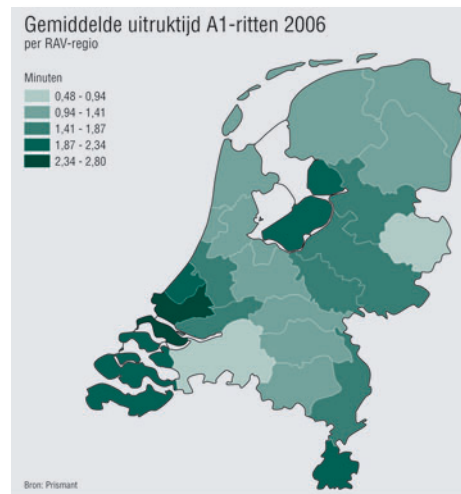 Gemiddelde uitruktijd A1-ritten 2006
per RAV-regio
Minuten
0,48 - 0,94
0,94 - 1,41
1,41 - 1,87
1,87 - 2,34
2,34 - 2,80
Bron: Prismant